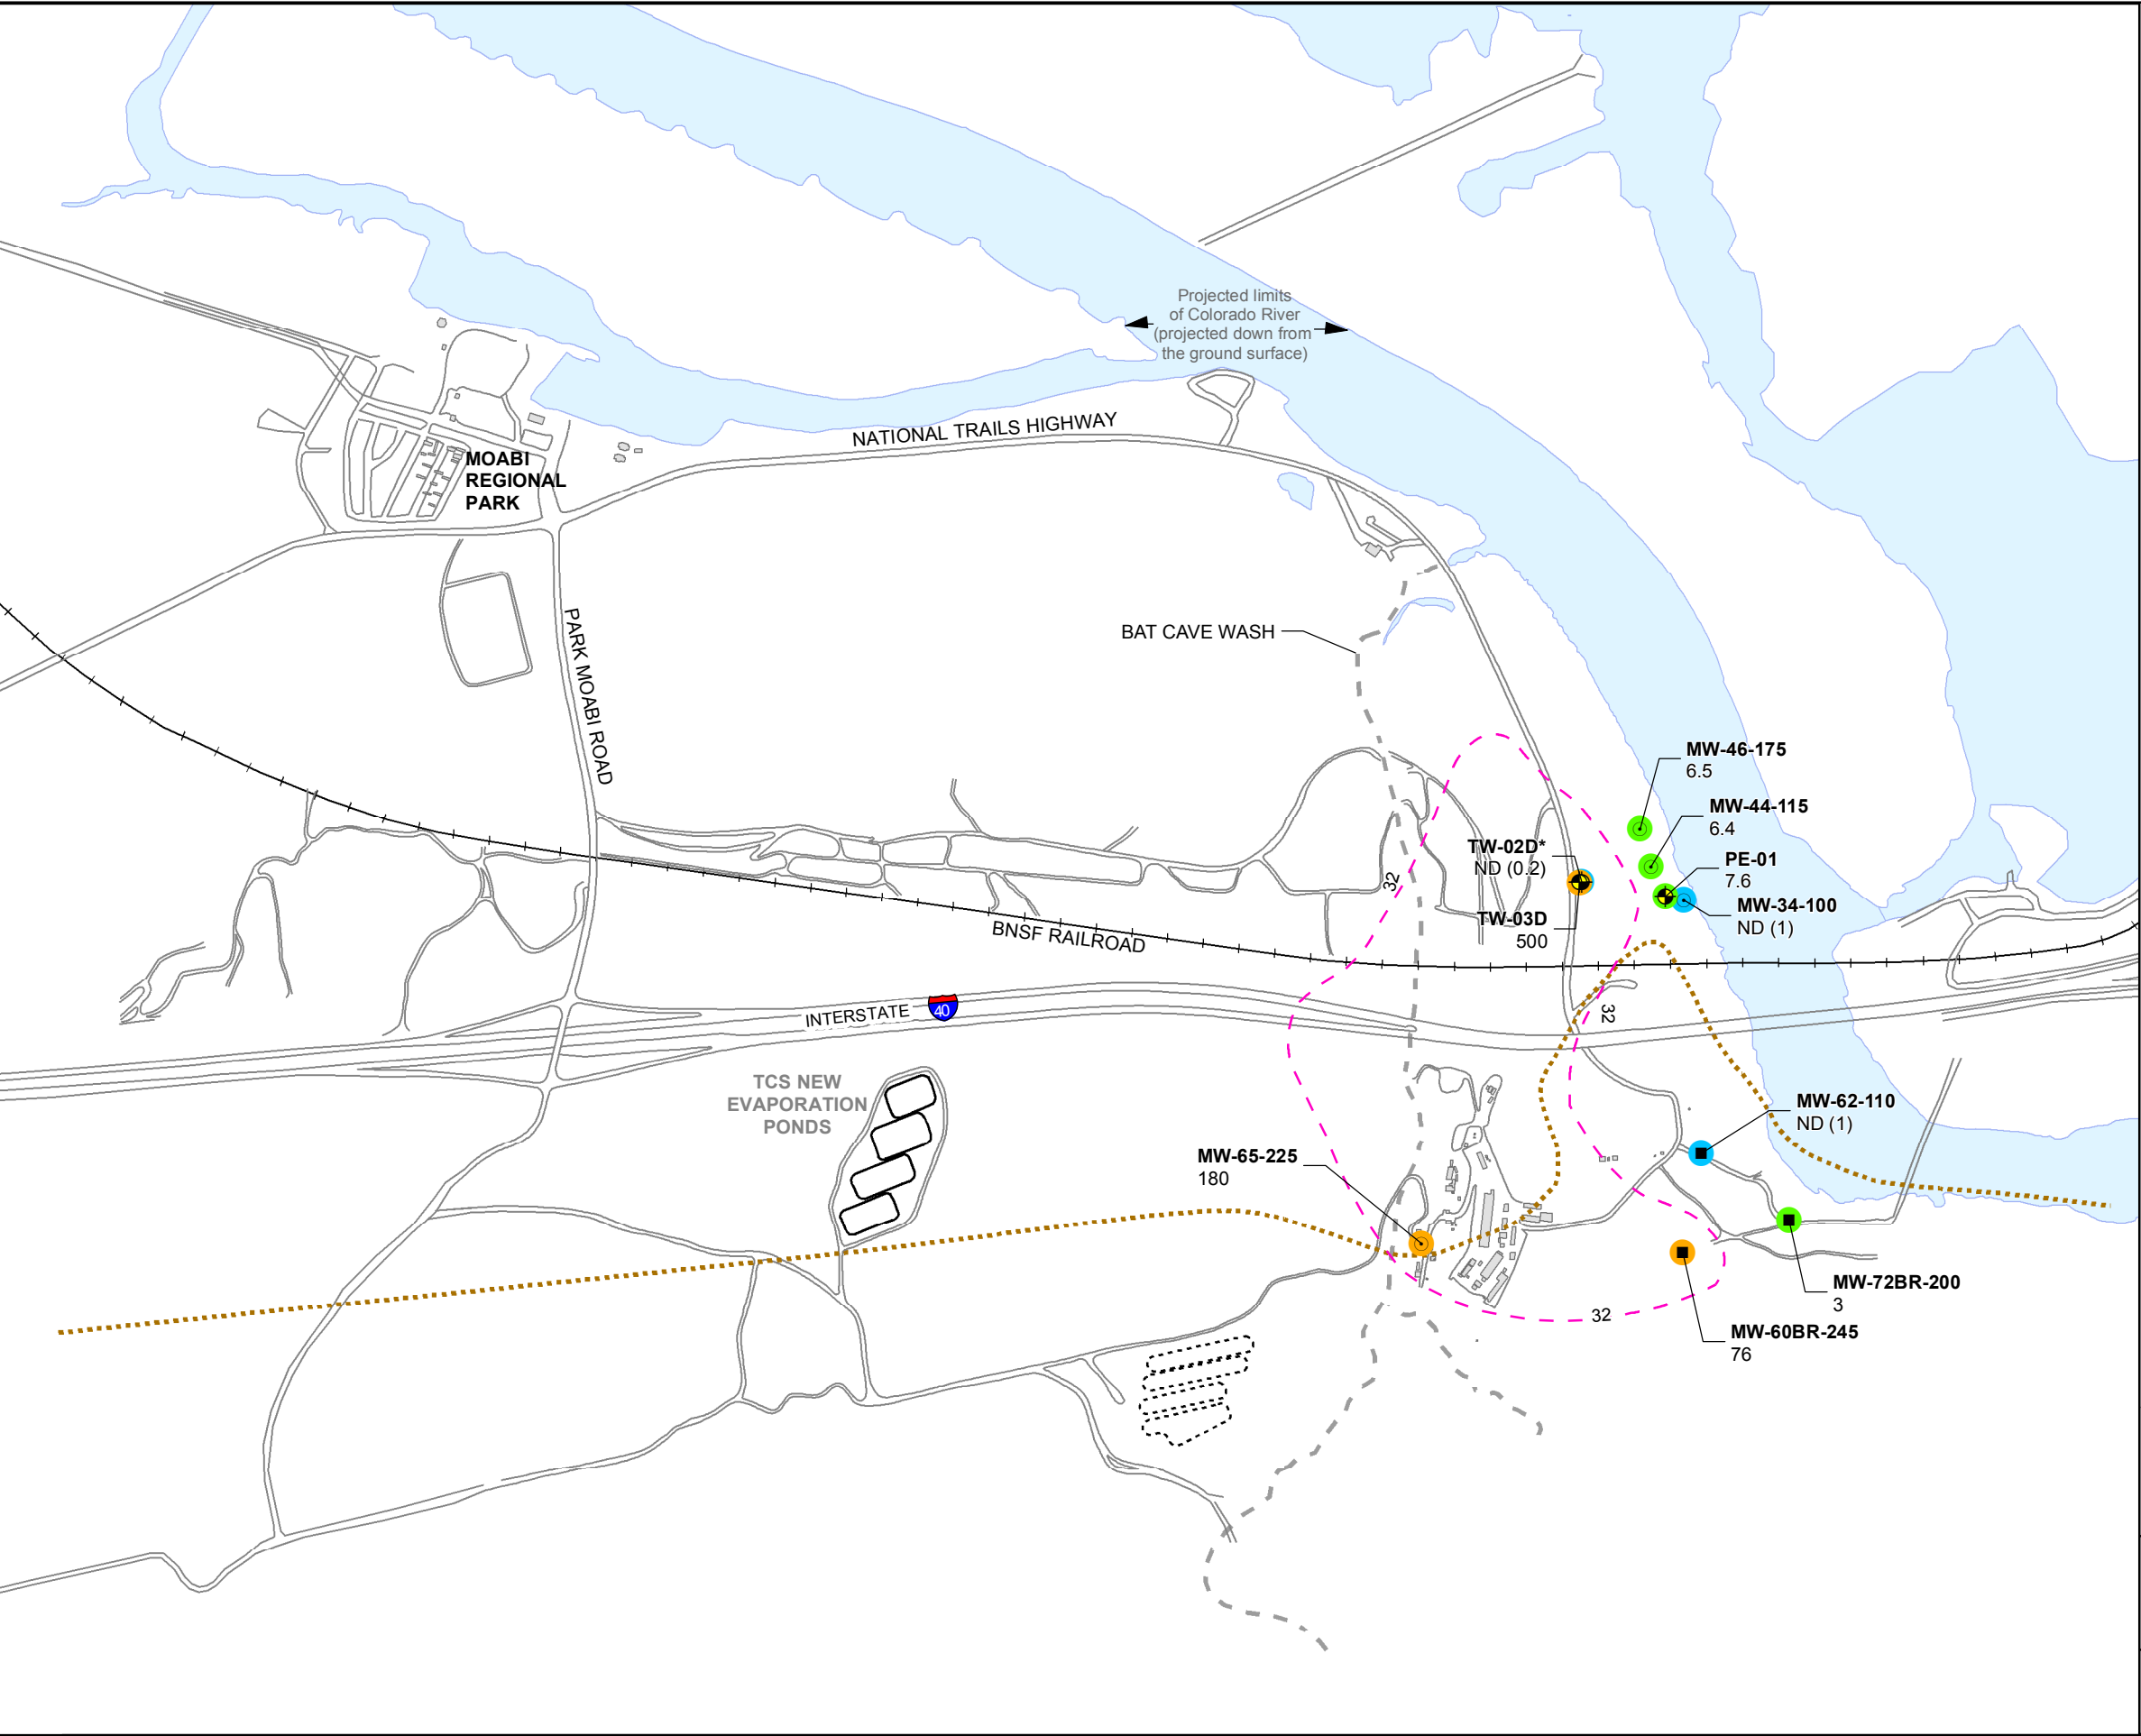 Projected limits
of Colorado River
(projected down from
the ground surface)
NATIONAL TRAILS HIGHWAY
MOABI
REGIONAL
PARK
PARK MOABI ROAD
BAT CAVE WASH
MW-46-175
6.5
MW-44-115
6.4
TW-02D*
ND (0.2)
PE-01
7.6
32
MW-34-100
ND (1)
TW-03D
500
BNSF RAILROAD
INTERSTATE 40
32
TCS NEW
EVAPORATION
PONDS
MW-62-110
ND (1)
MW-65-225
180
MW-72BR-200
3
32
MW-60BR-245
76